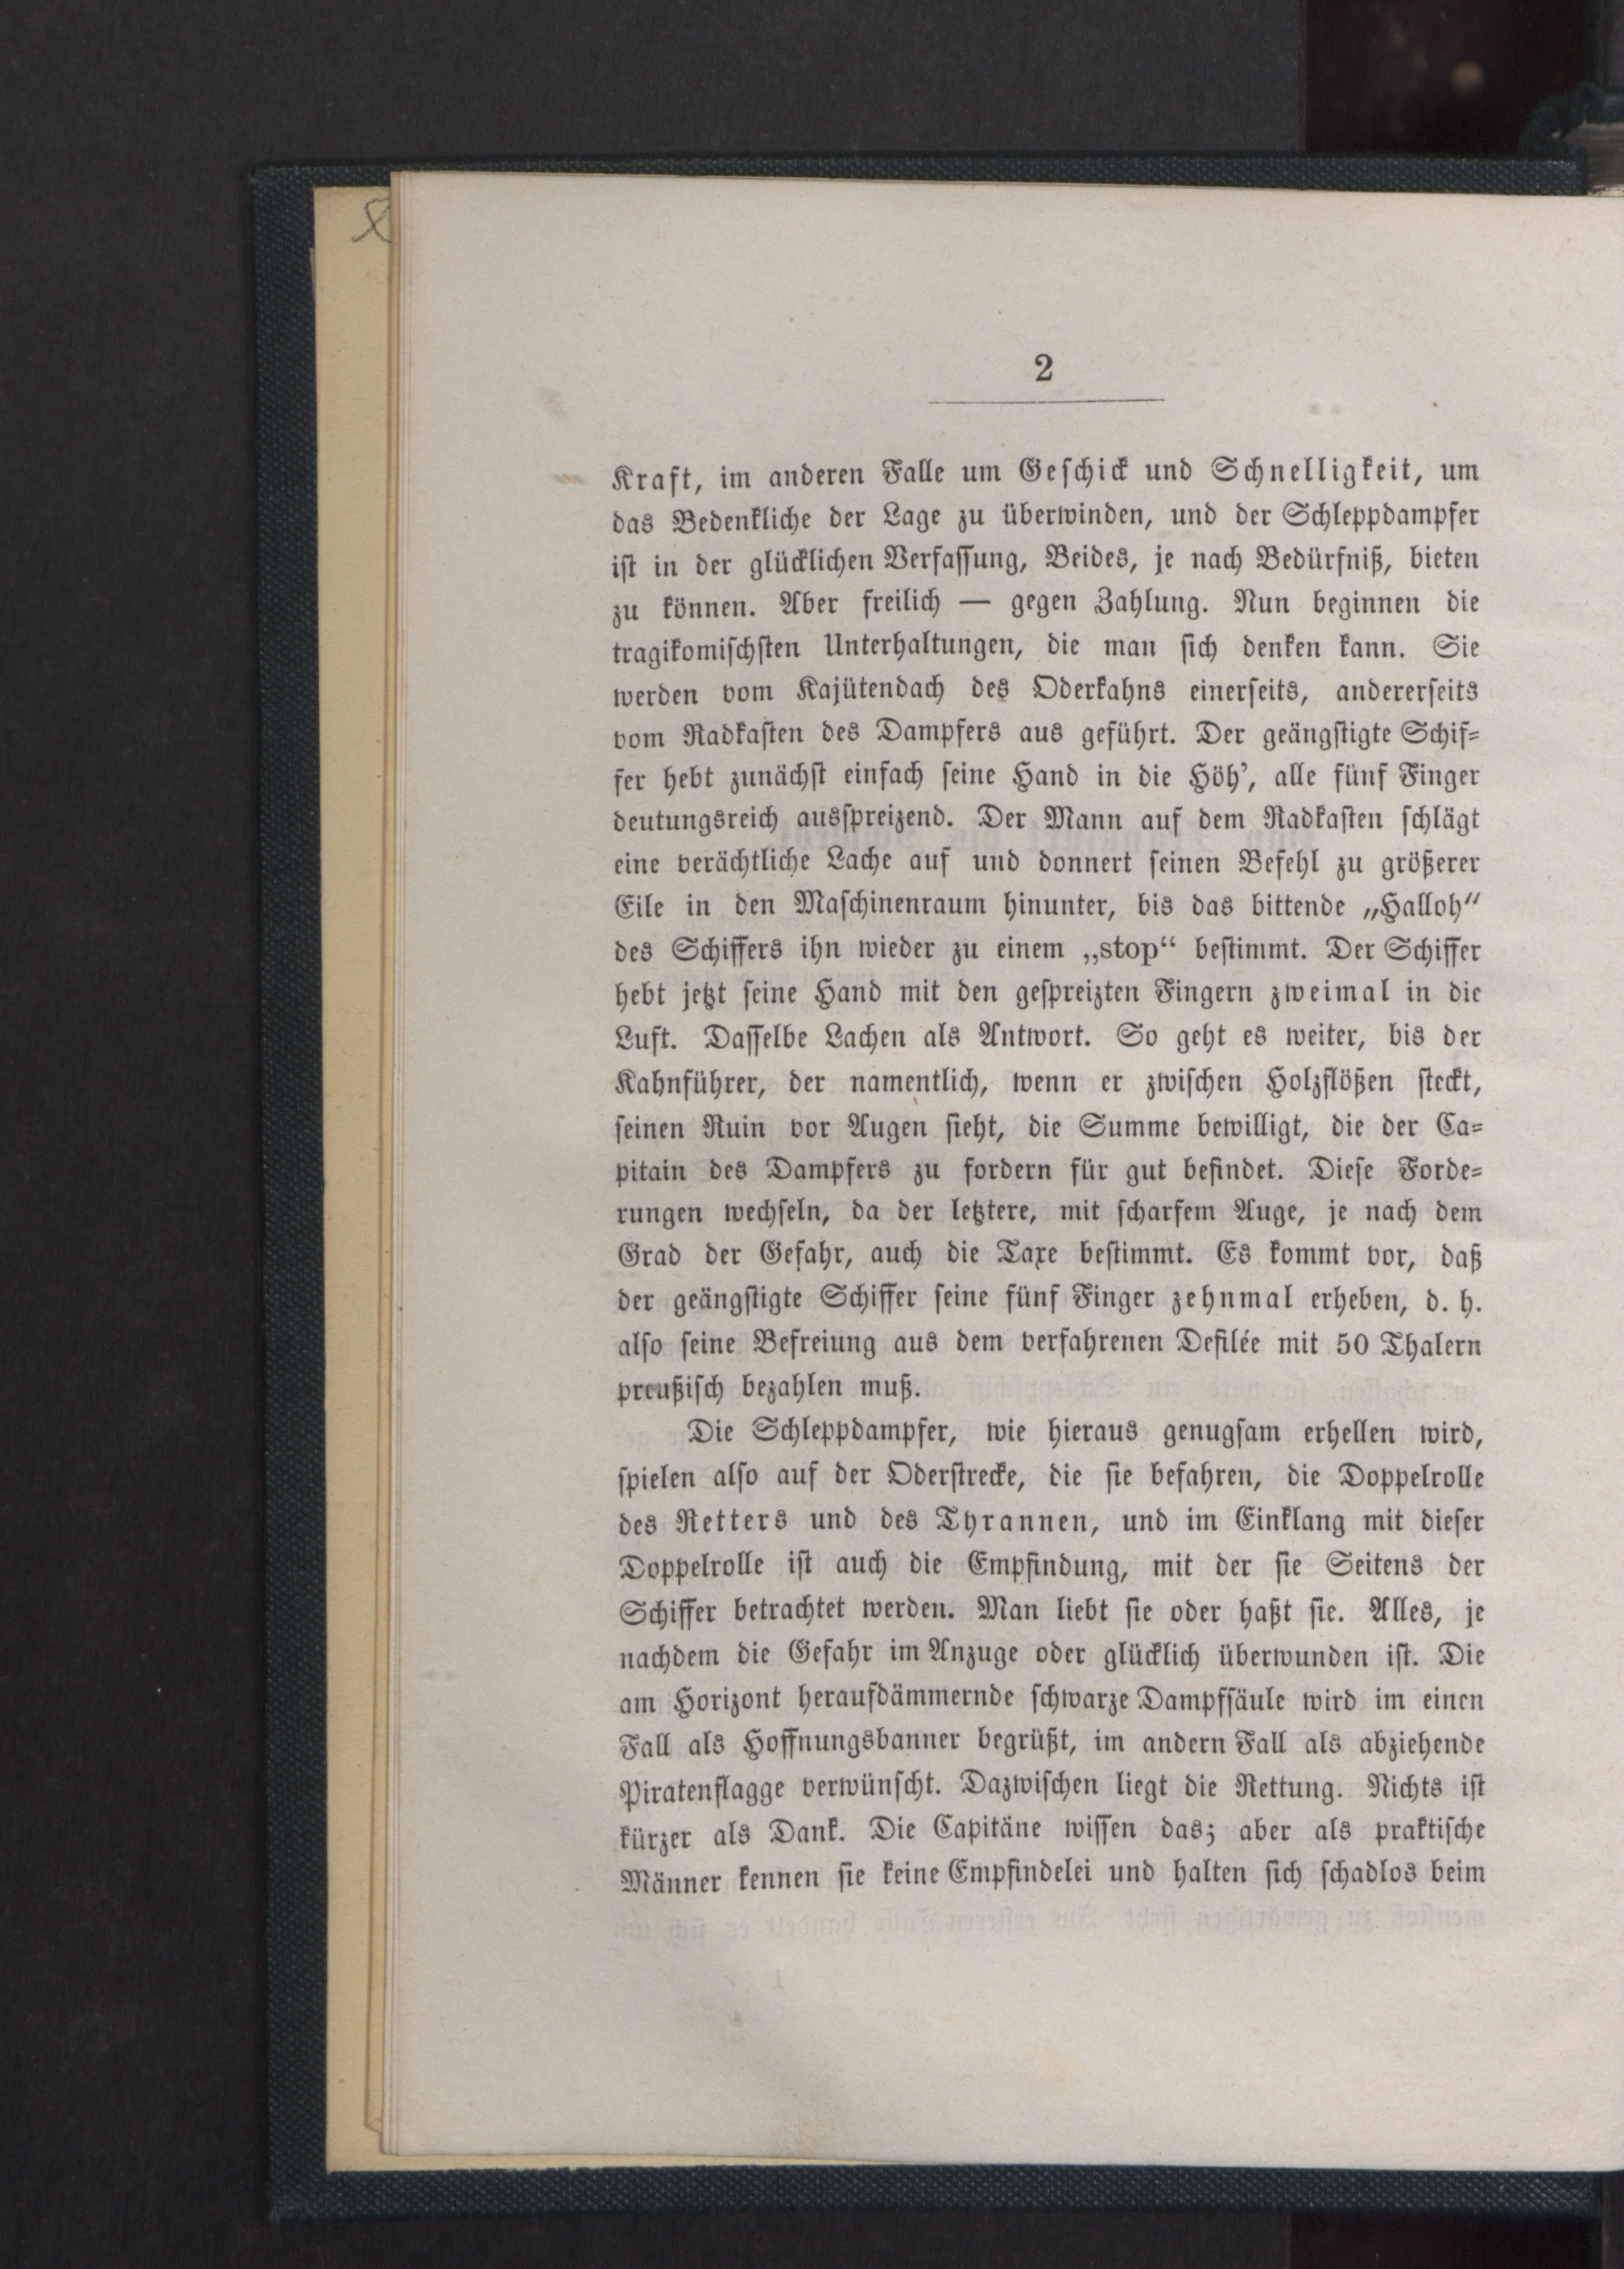 2
Kraft, im anderen Falle um Geschick und Schnelligkeit, um
das Bedenkliche der Lage zu überwinden, und der Schleppdampfer
ist in der glücklichen Verfassung, Beides, je nach Bedürfniß, bieten
zu können. Aber freilich — gegen Zahlung. Nun beginnen die
tragikomischsten Unterhaltungen, die man sich denken kann. Sie
werden vom Kajütendach des Oderkahns einerseits, andererseits
vom Radkasten des Dampfers aus geführt. Der geängstigte Schif-
fer hebt zunächst einfach seine Hand in die Höh’, alle fünf Finger
deutungsreich ausspreizend. Der Mann auf dem Radkasten schlägt
eine verächtliche Lache auf und donnert seinen Befehl zu größerer
Eile in den Maschinenraum hinunter, bis das bittende „Halloh“
des Schiffers ihn wieder zu einem „stop“ bestimmt. Der Schiffer
hebt jetzt seine Hand mit den gespreizten Fingern zweimal in die
Luft. Dasselbe Lachen als Antwort. So geht es weiter, bis der
Kahnführer, der namentlich, wenn er zwischen Holzflößen steckt,
seinen Ruin vor Augen sieht, die Summe bewilligt, die der Ca-
pitain des Dampfers zu fordern für gut befindet. Diese Forde-
rungen wechseln, da der letztere, mit scharfem Auge, je nach dem
Grad der Gefahr, auch die Taxe bestimmt. Es kommt vor, daß
der geängstigte Schiffer seine fünf Finger zehnmal erheben, d. h.
also seine Befreiung aus dem verfahrenen Defilée mit 50 Thalern
preußisch bezahlen muß.
Die Schleppdampfer, wie hieraus genugsam erhellen wird,
spielen also auf der Oderstrecke, die sie befahren, die Doppelrolle
des Retters und des Tyrannen, und im Einklang mit dieser
Doppelrolle ist auch die Empfindung, mit der sie Seitens der
Schiffer betrachtet werden. Man liebt sie oder haßt sie. Alles, je
nachdem die Gefahr im Anzuge oder glücklich überwunden ist. Die
am Horizont heraufdämmernde schwarze Dampfsäule wird im einen
Fall als Hoffnungsbanner begrüßt, im andern Fall als abziehende
Piratenflagge verwünscht. Dazwischen liegt die Rettung. Nichts ist
kürzer als Dank. Die Capitäne wissen das; aber als praktische
Männer kennen sie keine Empfindelei und halten sich schadlos beim